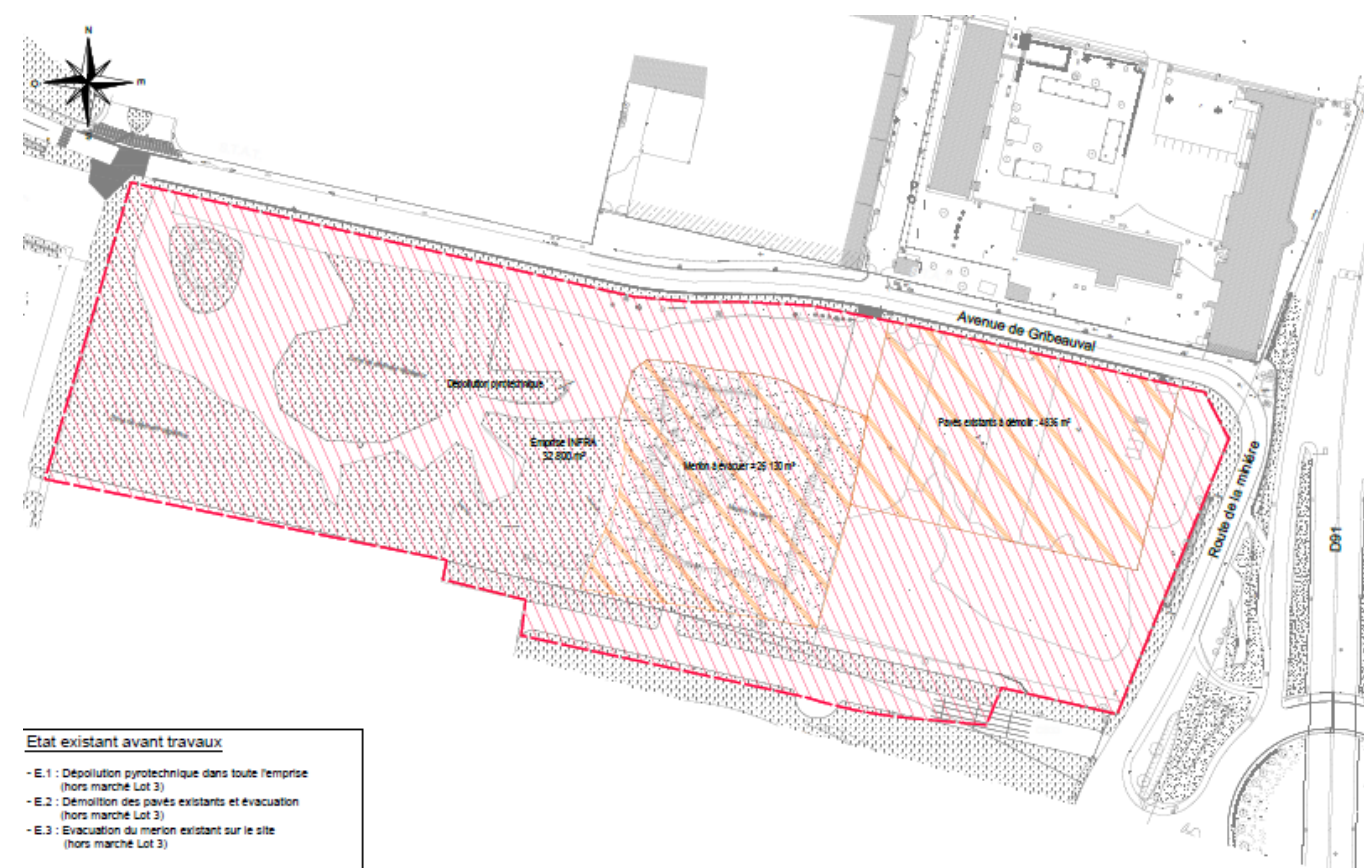 N
O
Avenue de Gribeauval
Dépollution pyrotechnique
Pavés existants à démolir : 4836 m²
Emprise INFRA
32 800 m²
Merlon à évacuer = 26 130 m³
Route de la minière
D91
Etat existant avant travaux
- E.1 : Dépollution pyrotechnique dans toute l'emprise
(hors marché Lot 3)
- E.2 : Démolition des pavés existants et évacuation
(hors marché Lot 3)
- E.3 : Evacuation du merlon existant sur le site
(hors marché Lot 3)